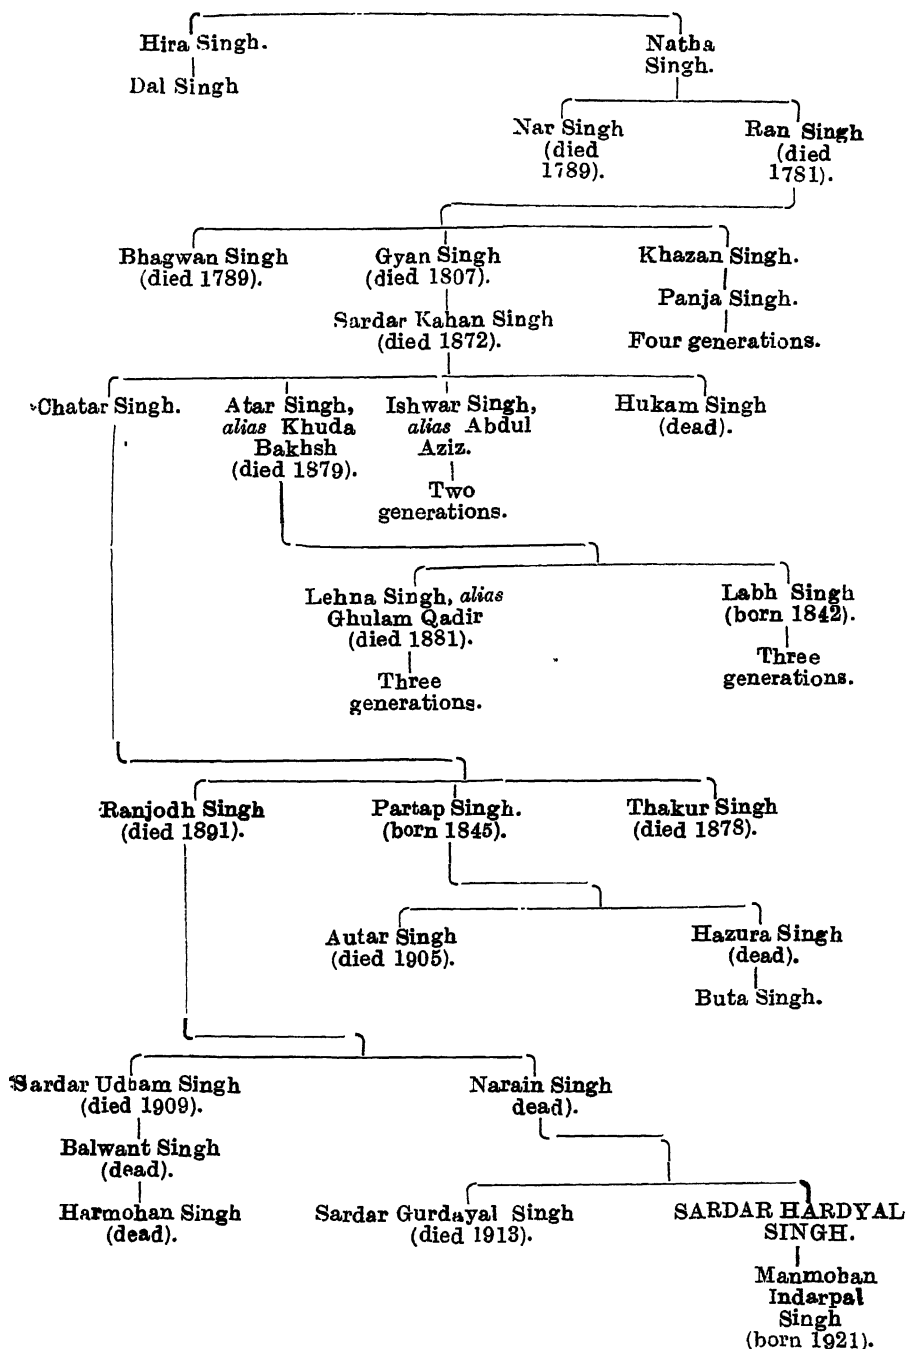 Hira Singh.
Dal Singh
Natha
Singh.
Nar Singh
(died
1789).
Ran Singh
(died
1781).
Bhagwan Singh
(died 1789).
Gyan Singh
(died 1807).
Khazan Singh.
Panja Singh.
Four generations.
Sardar Kahan Singh
(died 1872).
Chatar Singh.
Atar Singh,
alias Khuda
Bakhsh
(died 1879).
Ishwar Singh,
alias Abdul
Aziz.
Two
generations.
Hukam Singh
(dead).
Lehna Singh, alias
Ghulam Qadir
(died 1881).
Three
generations.
Labh Singh
(born 1842).
Three
generations.
Ranjodh Singh
(died 1891).
Partap Singh.
(born 1845).
Thakur Singh
(died 1878).
Autar Singh
(died 1905).
Hazura Singh
(dead).
Buta Singh.
Sardar Udham Singh
(died 1909).
Balwant Singh
(dead).
Harmohan Singh
(dead).
Narain Singh
dead).
Sardar Gurdayal Singh
(died 1913).
SARDAR HARDYAL
SINGH.
Manmohan
Indarpal
Singh
(born 1921).